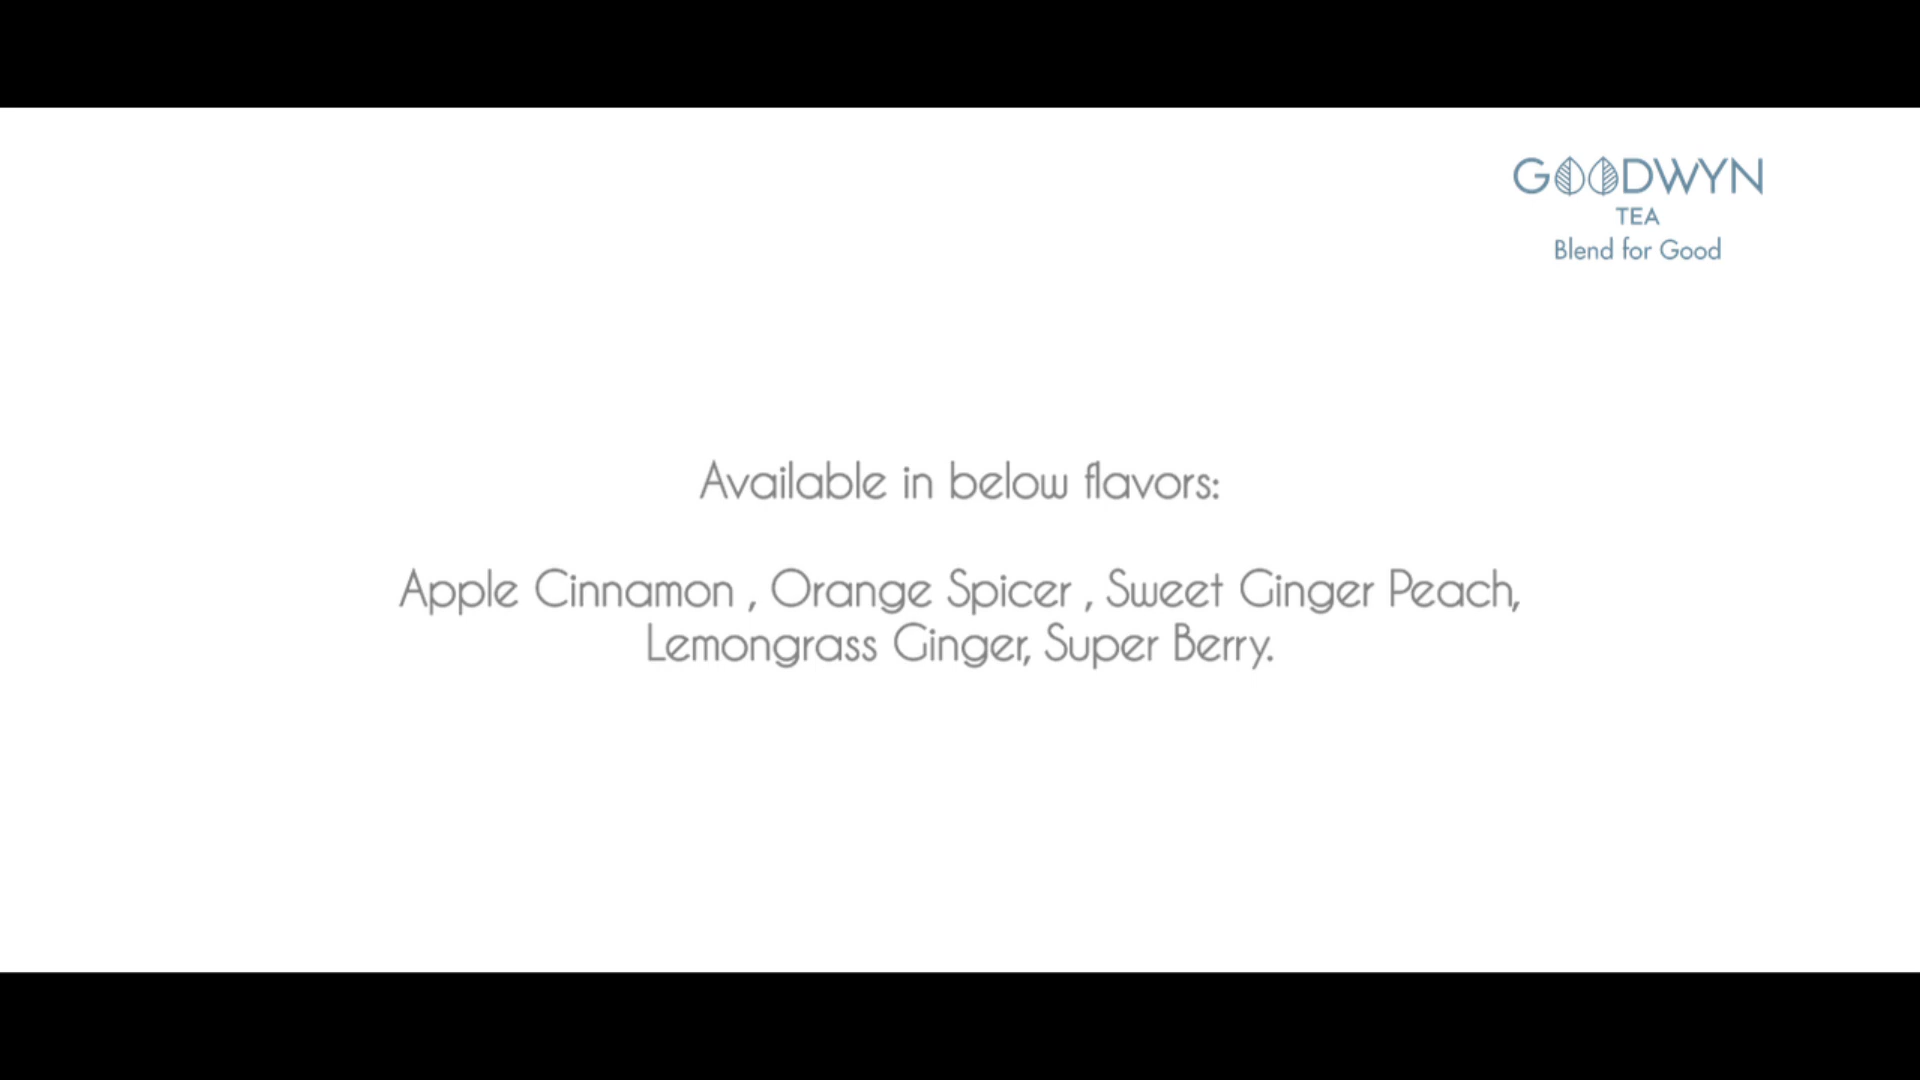 GOODWYN
TEA
Blend for Good
Available in below flavors:
Apple Cinnamon , Orange Spicer , Sweet Ginger Peach,
Lemongrass Ginger, Super Berry.